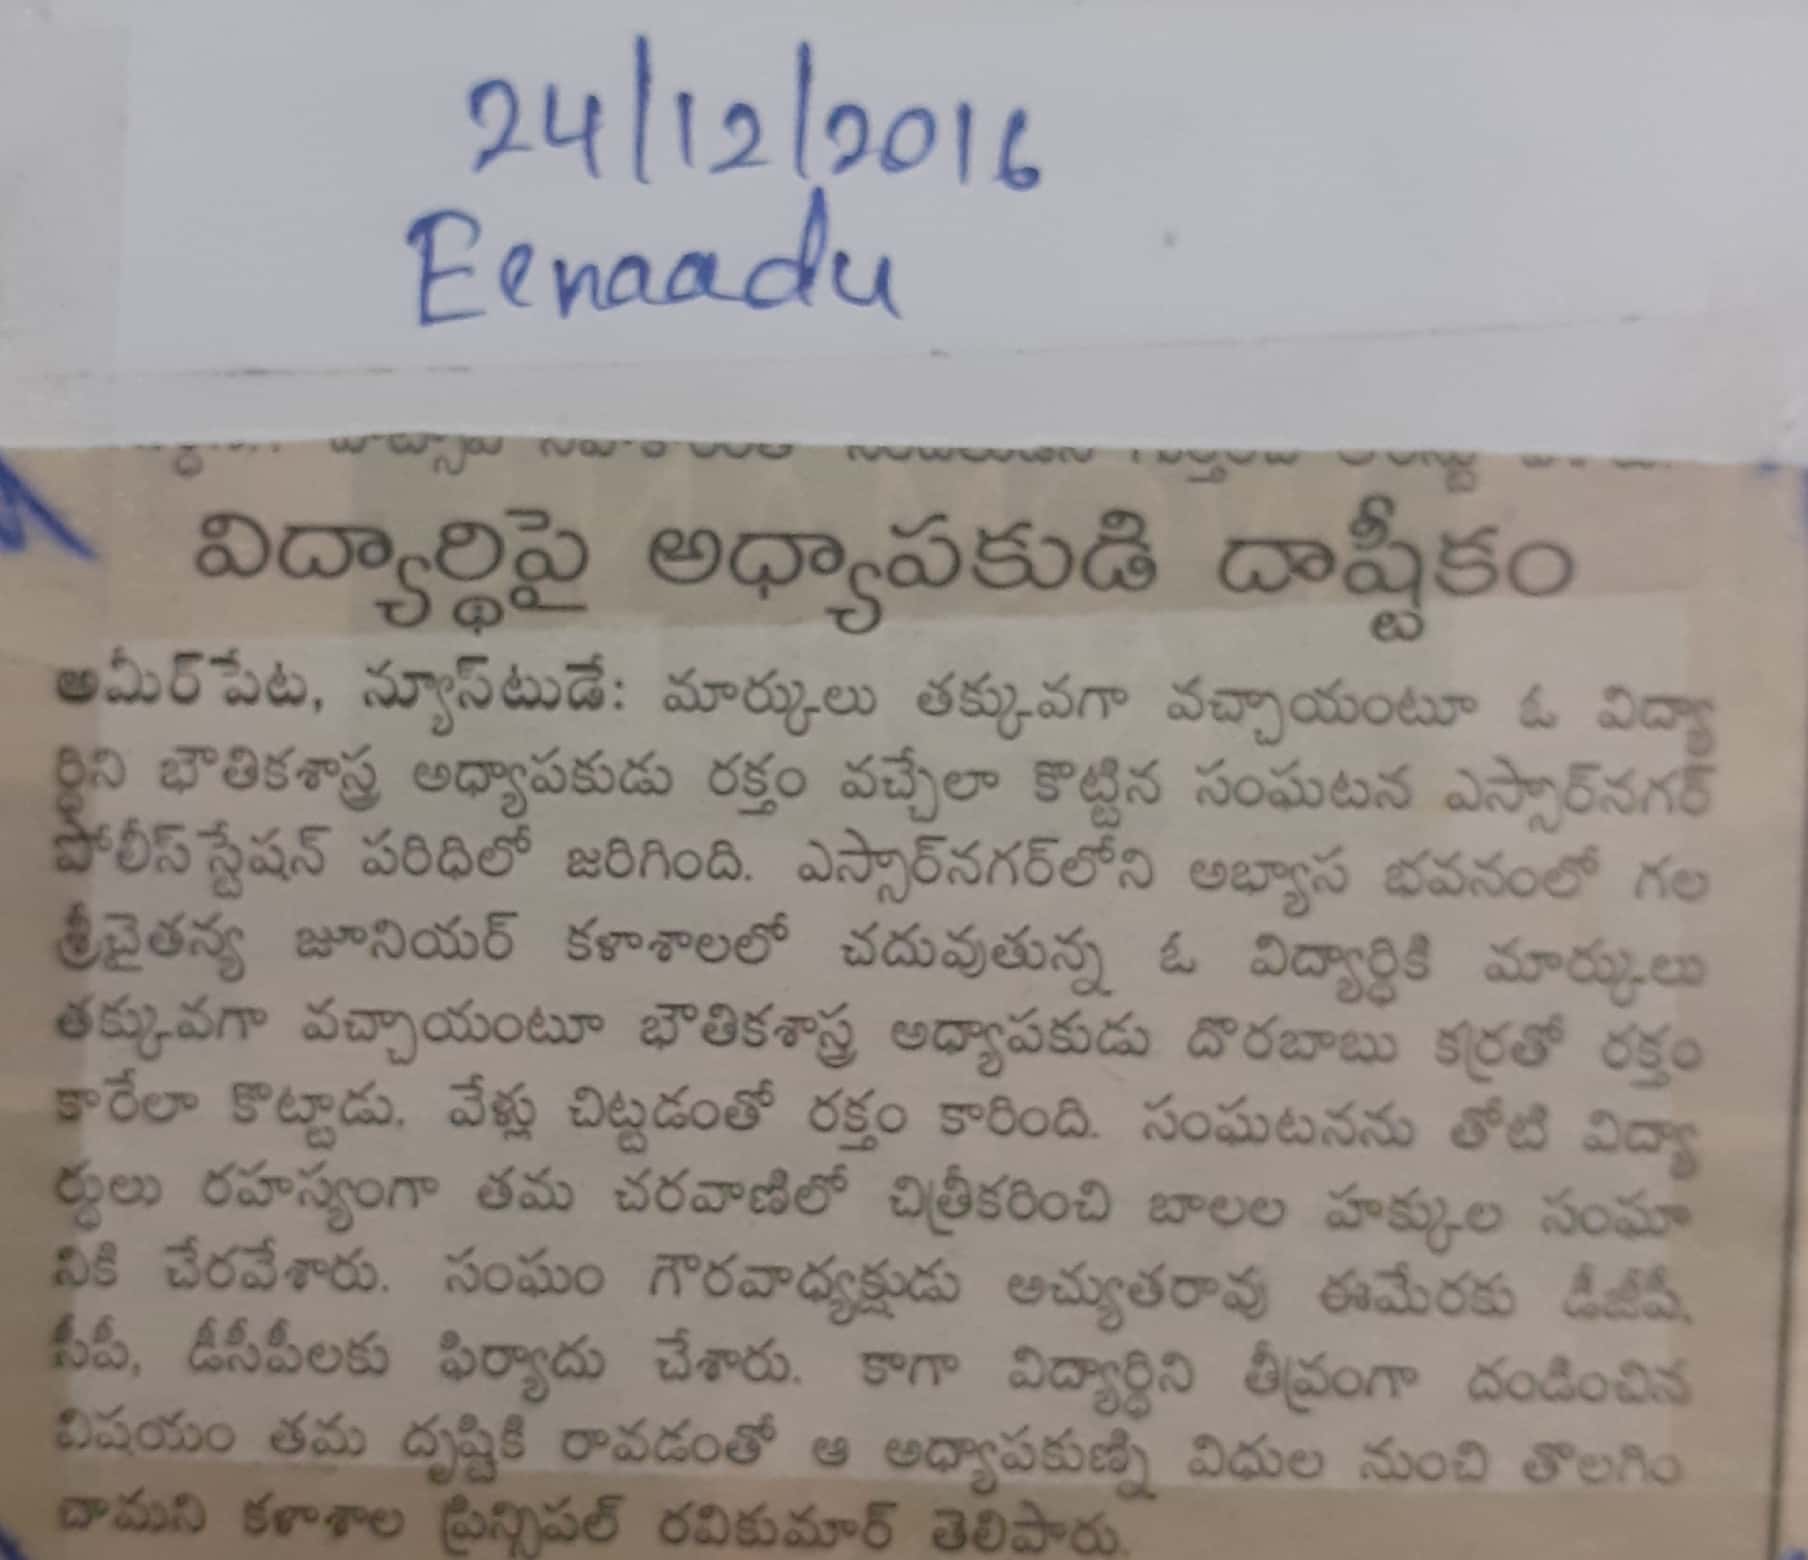 24/12/2016
Eenaadu
విద్యార్థిపై అధ్యాపకుడి దాష్టీకం
అమీర్‌పేట, న్యూస్‌టుడే: మార్కులు తక్కువగా వచ్చాయంటూ ఓ విద్యా
ర్థిని భౌతికశాస్త్ర అధ్యాపకుడు రక్తం వచ్చేలా కొట్టిన సంఘటన ఎస్సార్‌నగర్
పోలీస్‌స్టేషన్ పరిధిలో జరిగింది. ఎస్సార్‌నగర్‌లోని అభ్యాస భవనంలో గల
శ్రీచైతన్య జూనియర్ కళాశాలలో చదువుతున్న ఓ విద్యార్థికి మార్కులు
తక్కువగా వచ్చాయంటూ భౌతికశాస్త్ర అధ్యాపకుడు దొరబాబు కర్రతో రక్తం
కారేలా కొట్టాడు. వేళ్లు చిట్టడంతో రక్తం కారింది. సంఘటనను తోటి విద్యా
ర్థులు రహస్యంగా తమ చరవాణిలో చిత్రీకరించి బాలల హక్కుల సంఘా
నికి చేరవేశారు. సంఘం గౌరవాధ్యక్షుడు అచ్యుతరావు ఈమేరకు డీజీపీ,
సీపీ, డీసీపీలకు ఫిర్యాదు చేశారు. కాగా విద్యార్థిని తీవ్రంగా దండించిన
విషయం తమ దృష్టికి రావడంతో ఆ అధ్యాపకుణ్ని విధుల నుంచి తొలగిం
చామని కళాశాల ప్రిన్సిపల్ రవికుమార్ తెలిపారు.